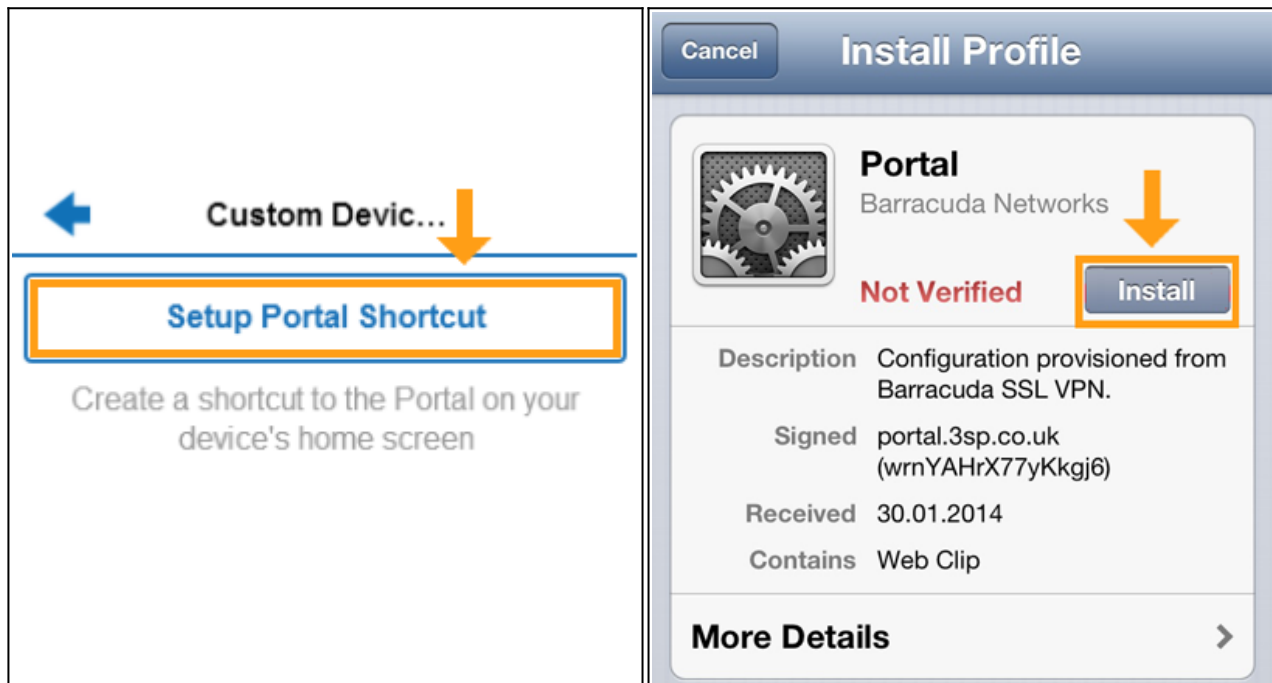 Custom Devic...
Setup Portal Shortcut
Create a shortcut to the Portal on your
device's home screen
Cancel
Install Profile
Portal
Barracuda Networks
Not Verified
Install
Description Configuration provisioned from
Barracuda SSL VPN.
Signed portal.3sp.co.uk
(wrnYAHrX77yKkgj6)
Received 30.01.2014
Contains Web Clip
More Details